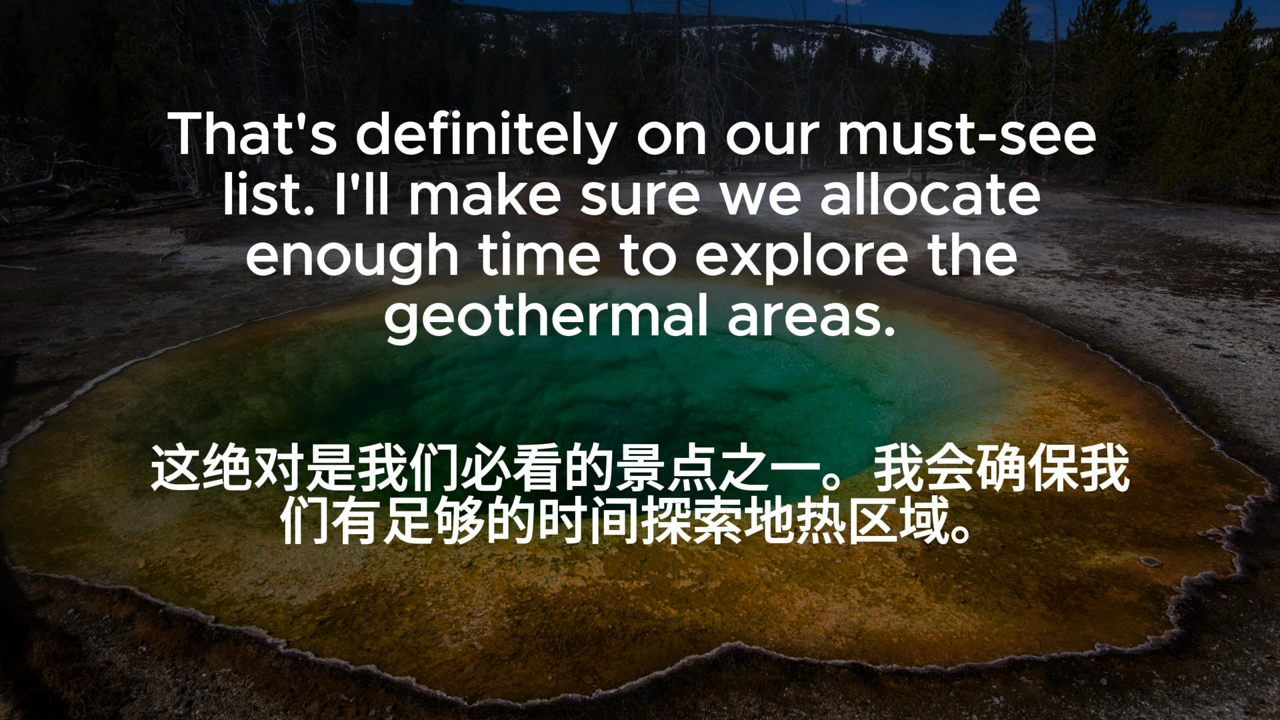 That's definitely on our must-see
list. I'll make sure we allocate
enough time to explore the
geothermal areas.
这绝对是我们必看的景点之一。我会确保我
们有足够的时间探索地热区域。